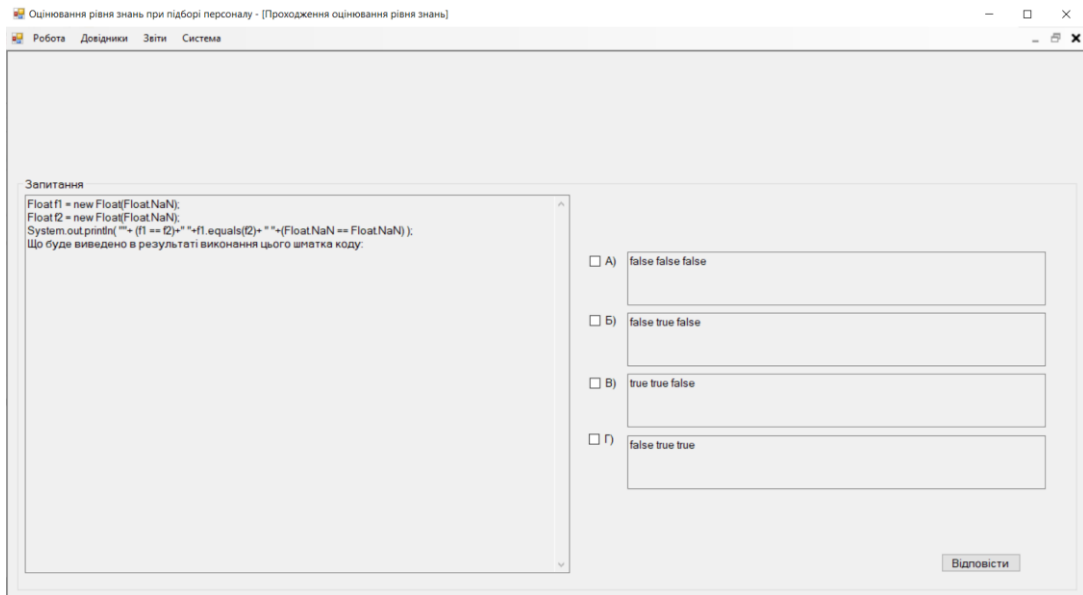 Оцінювання рівня знань при підборі персоналу - [Проходження оцінювання рівня знань]
Робота Довідники Звіти Система
Запитання
Float f1 = new Float(Float.NaN);
Float f2 = new Float(Float.NaN);
System.out.println( ""+ (f1 == f2)+" "+f1.equals(f2)+ " "+(Float.NaN == Float.NaN) );
Що буде виведено в результаті виконання цього шматка коду:
А) false false false
Б) false true false
В) true true false
Г) false true true
Відповісти